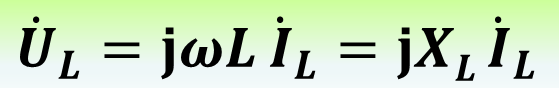 U̇_L = jωL İ_L = jX_L İ_L